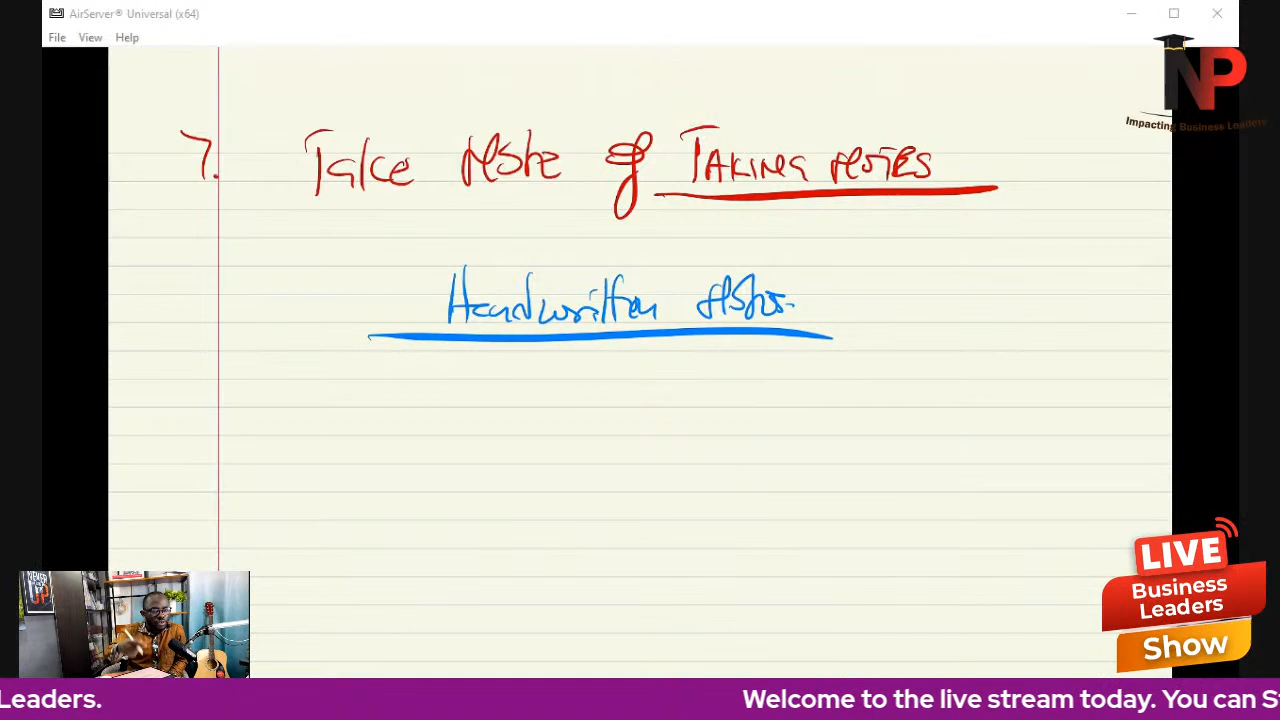 AirServer® Universal (x64)
File View Help
NP
Impacting Business Leaders
7. Take Note of TAKING NOTES
Handwritten Notes
LIVE
Business
Leaders
Show
Leaders.
Welcome to the live stream today. You can St